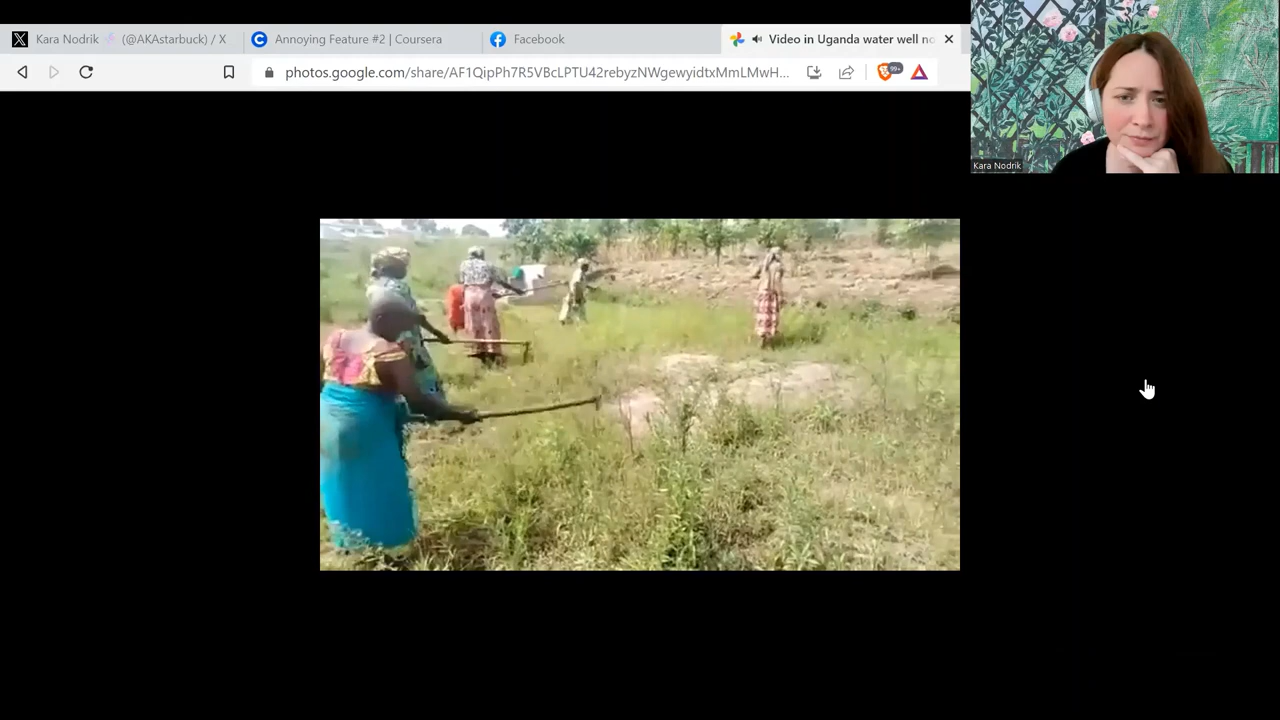 Kara Nodrik (@AKAstarbuck) / X
Annoying Feature #2 | Coursera
Facebook
Video in Uganda water well no
photos.google.com/share/AF1QipPh7R5VBcLPTU42rebyzNWgewyidtxMmLMwH...
99+
Kara Nodrik